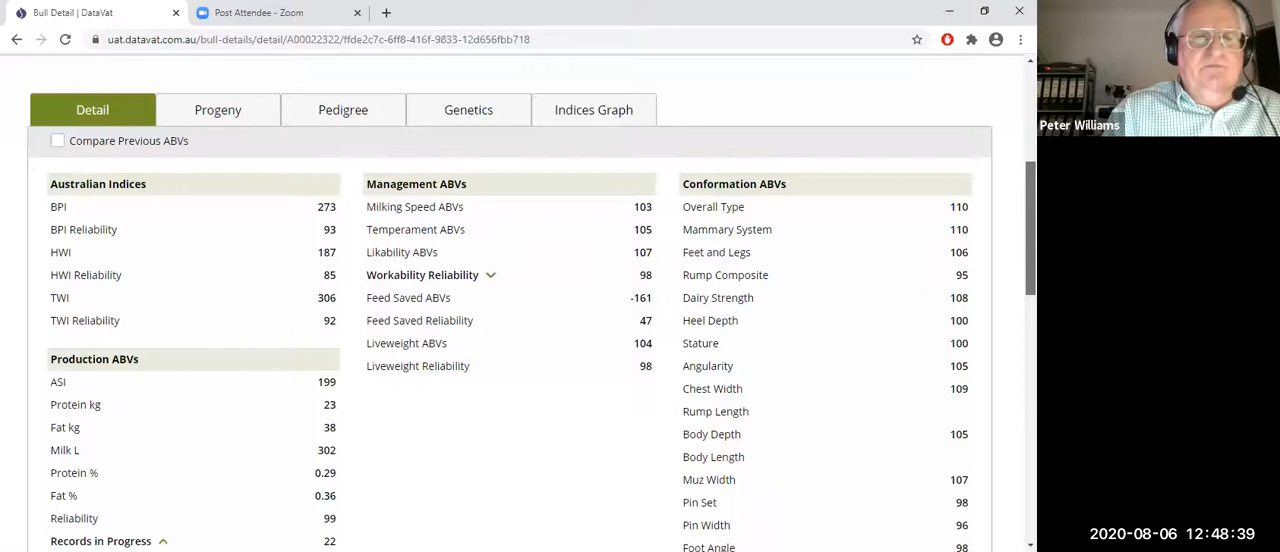 Bull Detail | DataVat
Post Attendee - Zoom
uat.datavat.com.au/bull-details/detail/A00022322/ffde2c7c-6ff8-416f-9833-12d656fbb718
Detail
Progeny
Pedigree
Genetics
Indices Graph
Compare Previous ABVs
Australian Indices
BPI 273
BPI Reliability 93
HWI 187
HWI Reliability 85
TWI 306
TWI Reliability 92
Production ABVs
ASI 199
Protein kg 23
Fat kg 38
Milk L 302
Protein % 0.29
Fat % 0.36
Reliability 99
Records in Progress 22
Management ABVs
Milking Speed ABVs 103
Temperament ABVs 105
Likability ABVs 107
Workability Reliability 98
Feed Saved ABVs -161
Feed Saved Reliability 47
Liveweight ABVs 104
Liveweight Reliability 98
Conformation ABVs
Overall Type 110
Mammary System 110
Feet and Legs 106
Rump Composite 95
Dairy Strength 108
Heel Depth 100
Stature 100
Angularity 105
Chest Width 109
Rump Length
Body Depth 105
Body Length
Muz Width 107
Pin Set 98
Pin Width 96
Foot Angle 98
Peter Williams
2020-08-06 12:48:39